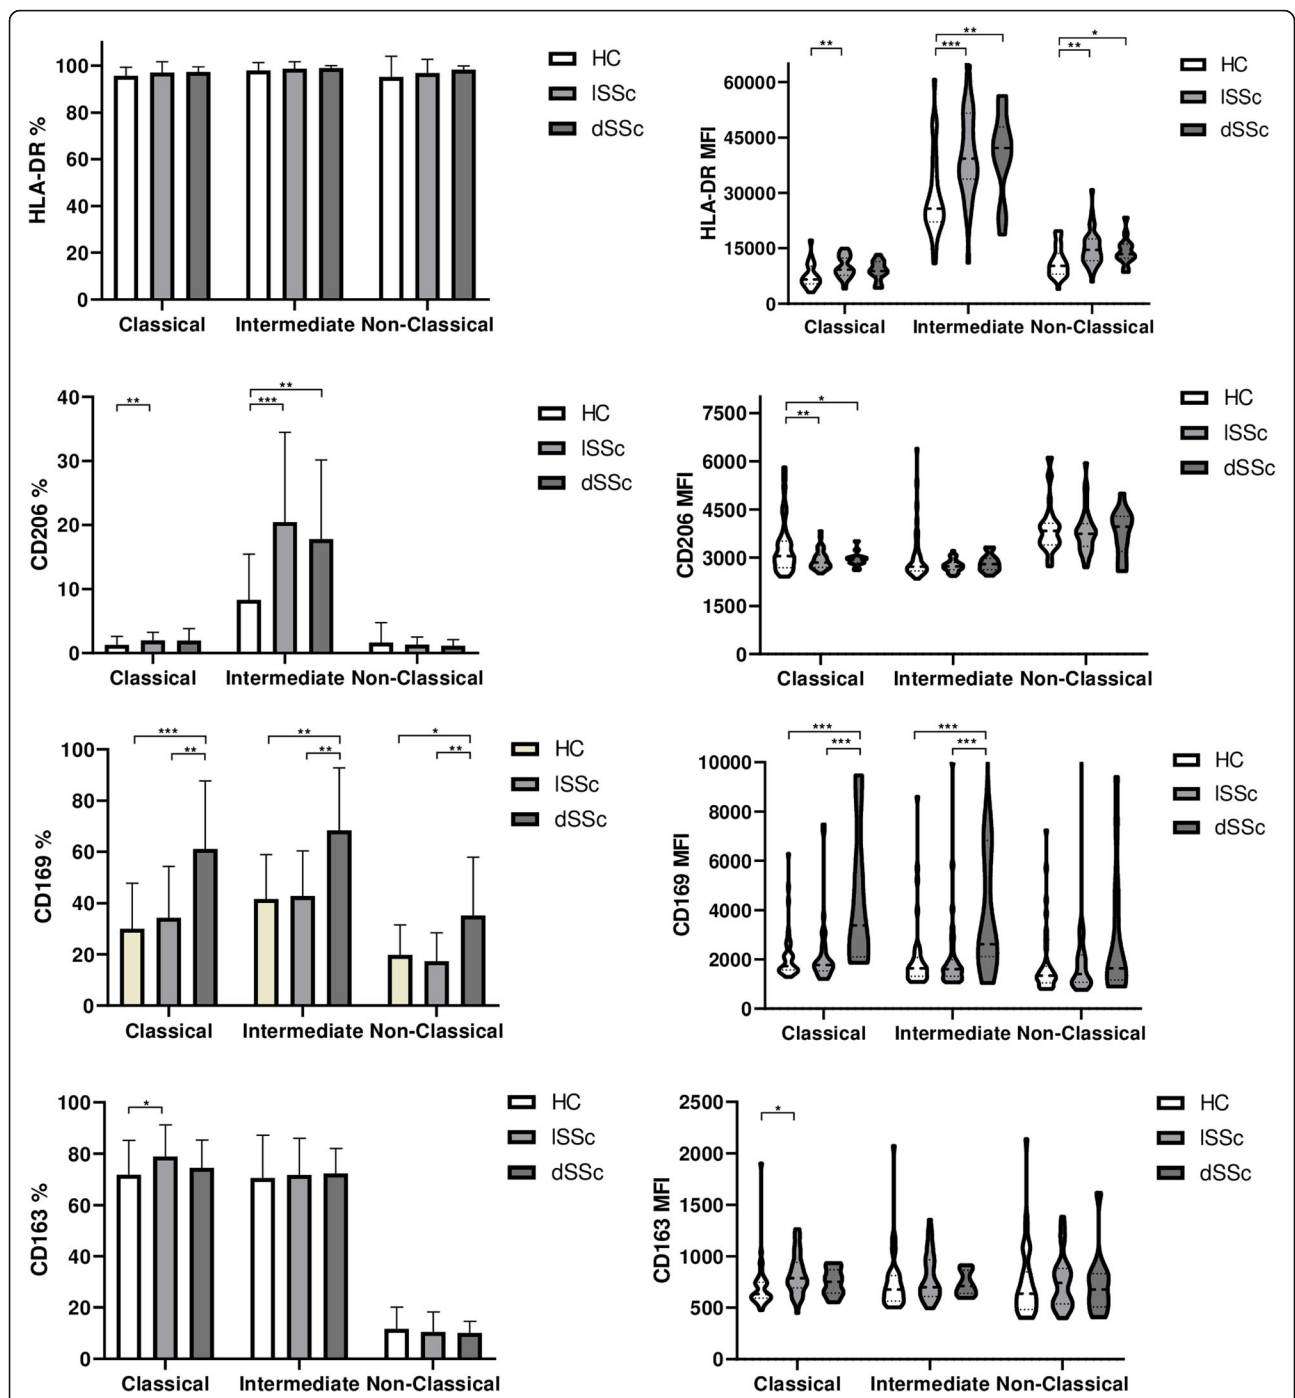 HLA-DR %
100
80
60
40
20
0
Classical Intermediate Non-Classical
HC
lSSc
dSSc
HLA-DR MFI
60000
45000
30000
15000
0
** *** ** ** *
Classical Intermediate Non-Classical
HC
lSSc
dSSc
CD206 %
40
30
20
10
0
** *** **
Classical Intermediate Non-Classical
HC
lSSc
dSSc
CD206 MFI
7500
6000
4500
3000
1500
0
* **
Classical Intermediate Non-Classical
HC
lSSc
dSSc
CD169 %
100
80
60
40
20
0
*** ** *
** ** **
Classical Intermediate Non-Classical
HC
lSSc
dSSc
CD169 MFI
10000
8000
6000
4000
2000
0
*** ***
*** ***
Classical Intermediate Non-Classical
HC
lSSc
dSSc
CD163 %
100
80
60
40
20
0
*
Classical Intermediate Non-Classical
HC
lSSc
dSSc
CD163 MFI
2500
2000
1500
1000
500
0
*
Classical Intermediate Non-Classical
HC
lSSc
dSSc